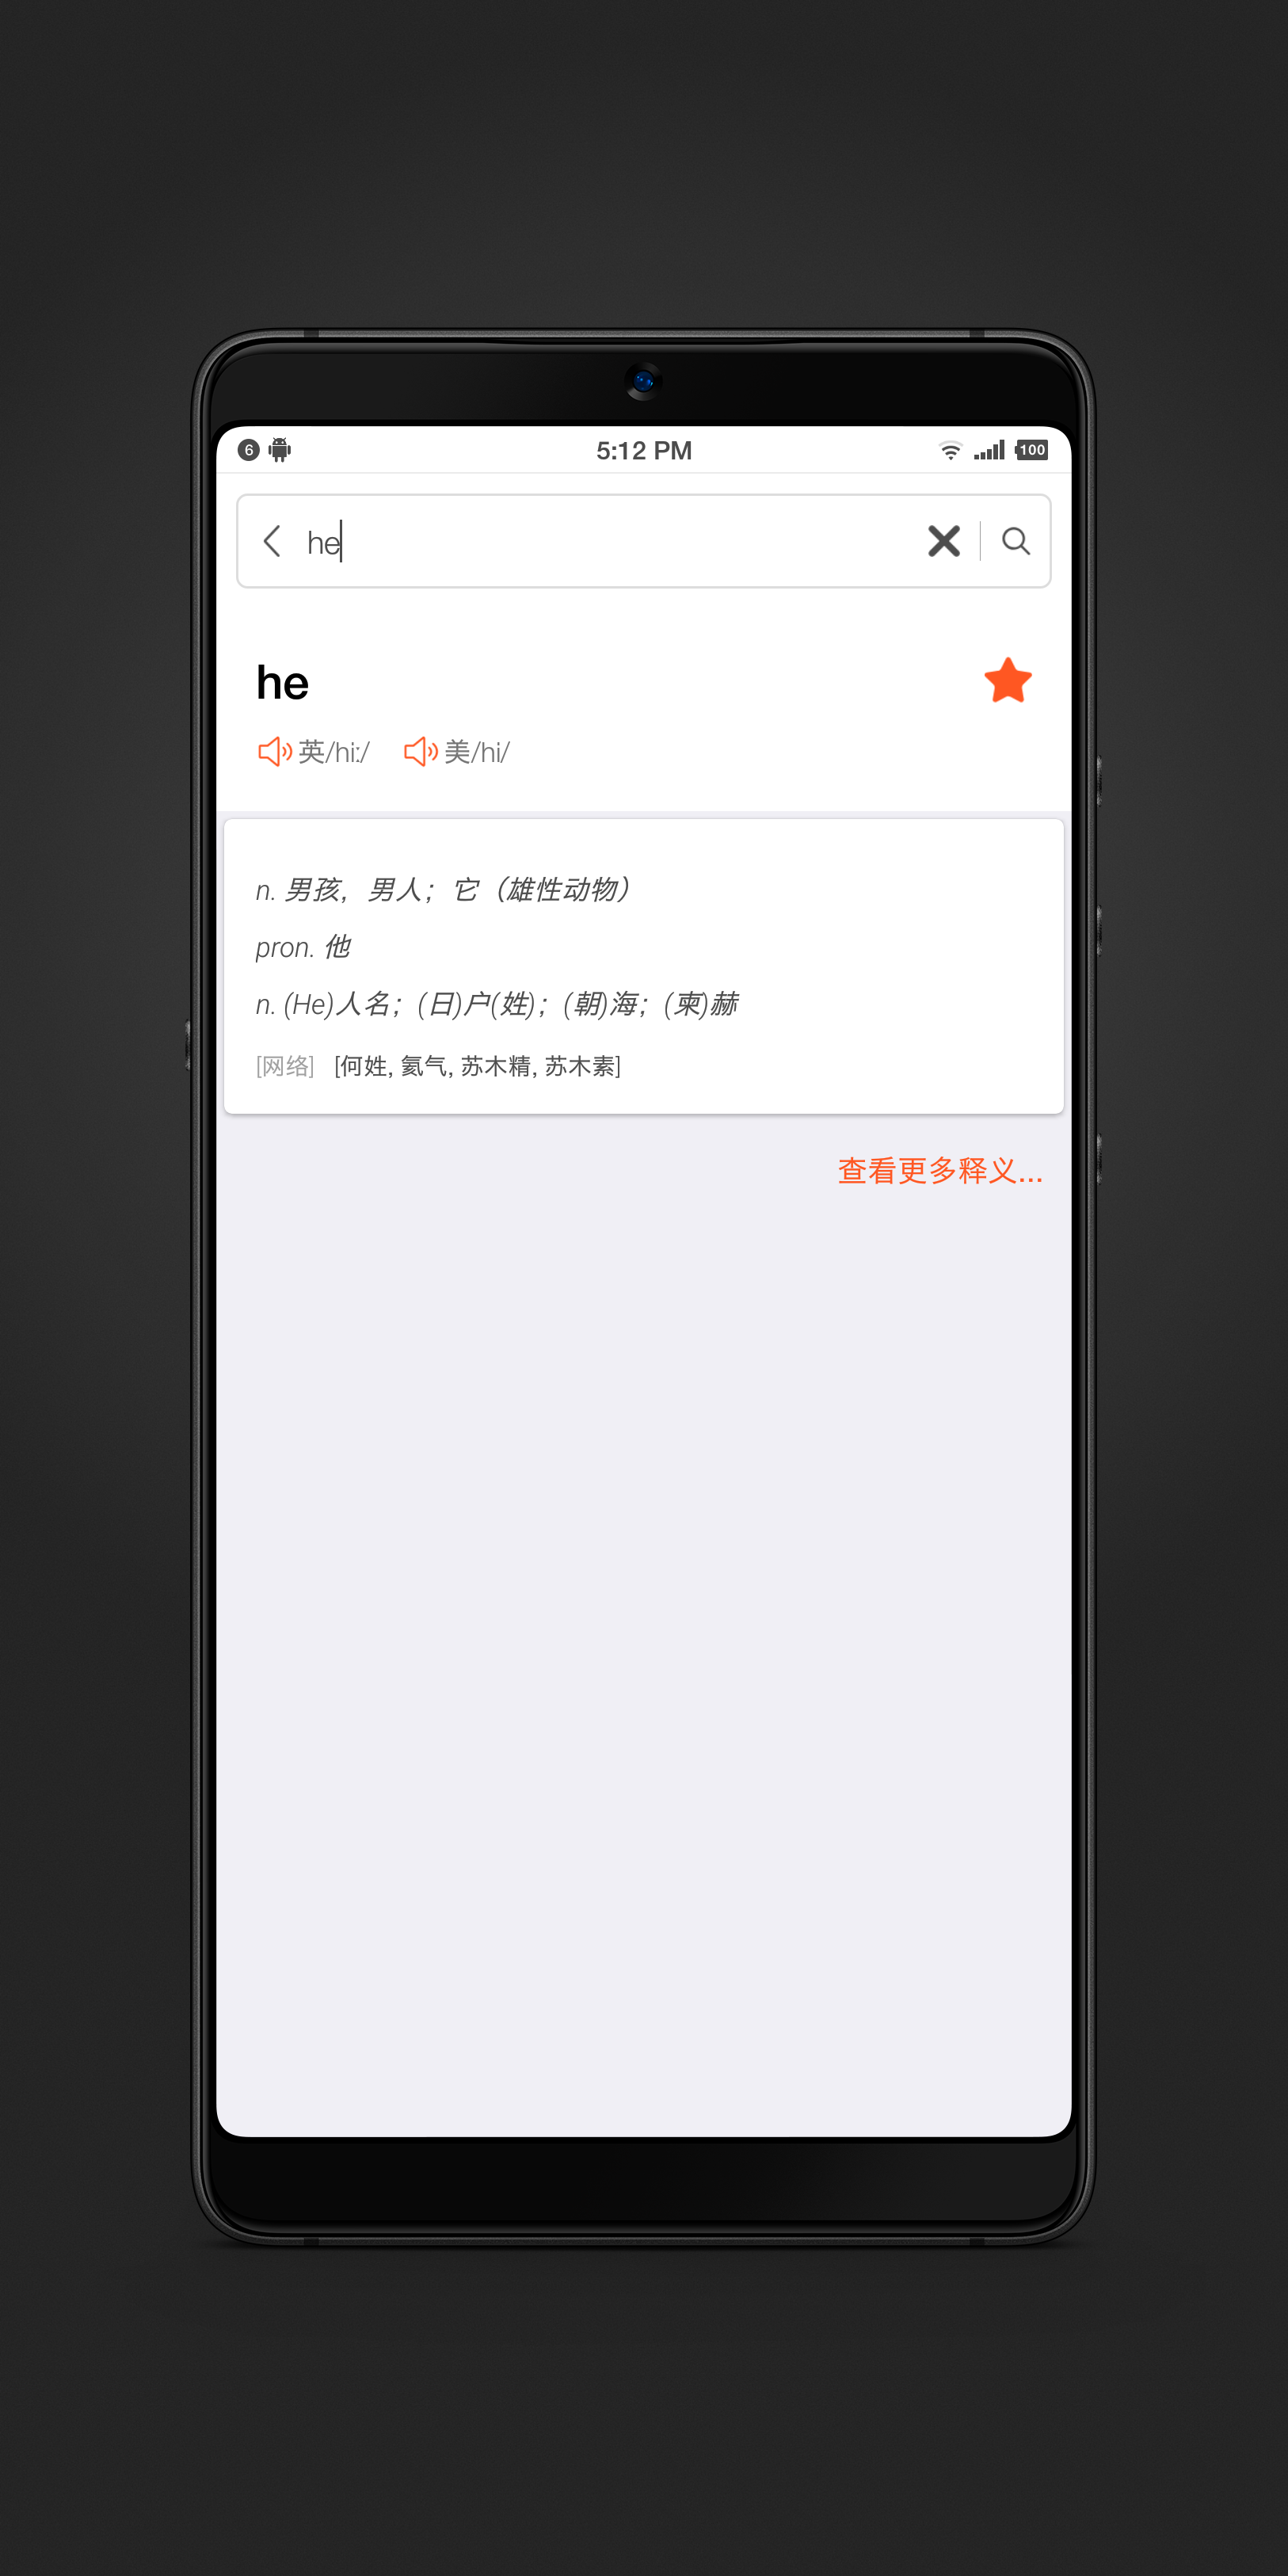 6 5:12 PM 100
he
he
英/hi:/ 美/hi/
n. 男孩，男人；它（雄性动物）
pron. 他
n. (He)人名；(日)户(姓)；(朝)海；(柬)赫
[网络] [何姓, 氦气, 苏木精, 苏木素]
查看更多释义...